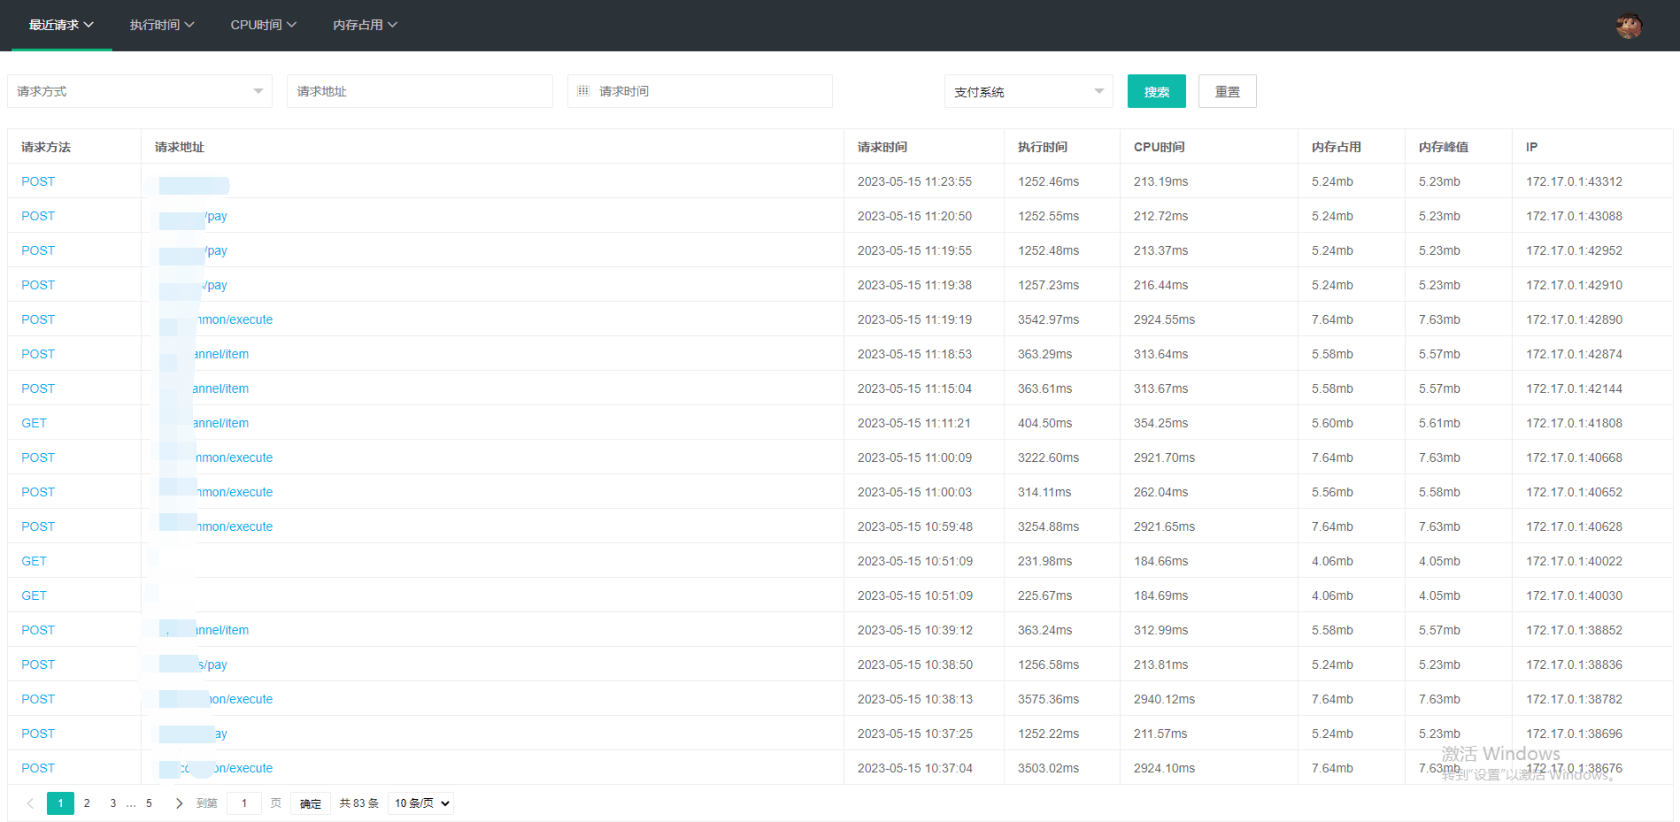 最近请求 执行时间 CPU时间 内存占用
请求方式 请求地址 请求时间 支付系统 搜索 重置
请求方法 请求地址 请求时间 执行时间 CPU时间 内存占用 内存峰值 IP
POST 2023-05-15 11:23:55 1252.46ms 213.19ms 5.24mb 5.23mb 172.17.0.1:43312
POST /pay 2023-05-15 11:20:50 1252.55ms 212.72ms 5.24mb 5.23mb 172.17.0.1:43088
POST /pay 2023-05-15 11:19:55 1252.48ms 213.37ms 5.24mb 5.23mb 172.17.0.1:42952
POST /pay 2023-05-15 11:19:38 1257.23ms 216.44ms 5.24mb 5.23mb 172.17.0.1:42910
POST mmon/execute 2023-05-15 11:19:19 3542.97ms 2924.55ms 7.64mb 7.63mb 172.17.0.1:42890
POST annel/item 2023-05-15 11:18:53 363.29ms 313.64ms 5.58mb 5.57mb 172.17.0.1:42874
POST annel/item 2023-05-15 11:15:04 363.61ms 313.67ms 5.58mb 5.57mb 172.17.0.1:42144
GET annel/item 2023-05-15 11:11:21 404.50ms 354.25ms 5.60mb 5.61mb 172.17.0.1:41808
POST mmon/execute 2023-05-15 11:00:09 3222.60ms 2921.70ms 7.64mb 7.63mb 172.17.0.1:40668
POST mmon/execute 2023-05-15 11:00:03 314.11ms 262.04ms 5.56mb 5.58mb 172.17.0.1:40652
POST mmon/execute 2023-05-15 10:59:48 3254.88ms 2921.65ms 7.64mb 7.63mb 172.17.0.1:40628
GET 2023-05-15 10:51:09 231.98ms 184.66ms 4.06mb 4.05mb 172.17.0.1:40022
GET 2023-05-15 10:51:09 225.67ms 184.69ms 4.06mb 4.05mb 172.17.0.1:40030
POST annel/item 2023-05-15 10:39:12 363.24ms 312.99ms 5.58mb 5.57mb 172.17.0.1:38852
POST s/pay 2023-05-15 10:38:50 1256.58ms 213.81ms 5.24mb 5.23mb 172.17.0.1:38836
POST mon/execute 2023-05-15 10:38:13 3575.36ms 2940.12ms 7.64mb 7.63mb 172.17.0.1:38782
POST ay 2023-05-15 10:37:25 1252.22ms 211.57ms 5.24mb 5.23mb 172.17.0.1:38696
POST on/execute 2023-05-15 10:37:04 3503.02ms 2924.10ms 7.64mb 7.63mb 172.17.0.1:38676
激活 Windows
转到"设置"以激活 Windows。
1 2 3 … 5 到第 1 页 确定 共 83 条 10 条/页